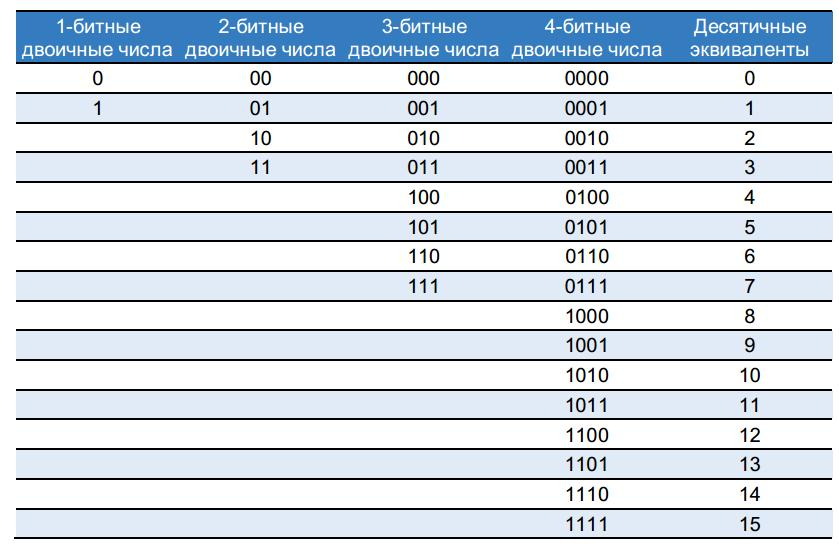 1-битные 2-битные 3-битные 4-битные Десятичные
двоичные числа двоичные числа двоичные числа двоичные числа эквиваленты
0 00 000 0000 0
1 01 001 0001 1
10 010 0010 2
11 011 0011 3
100 0100 4
101 0101 5
110 0110 6
111 0111 7
1000 8
1001 9
1010 10
1011 11
1100 12
1101 13
1110 14
1111 15